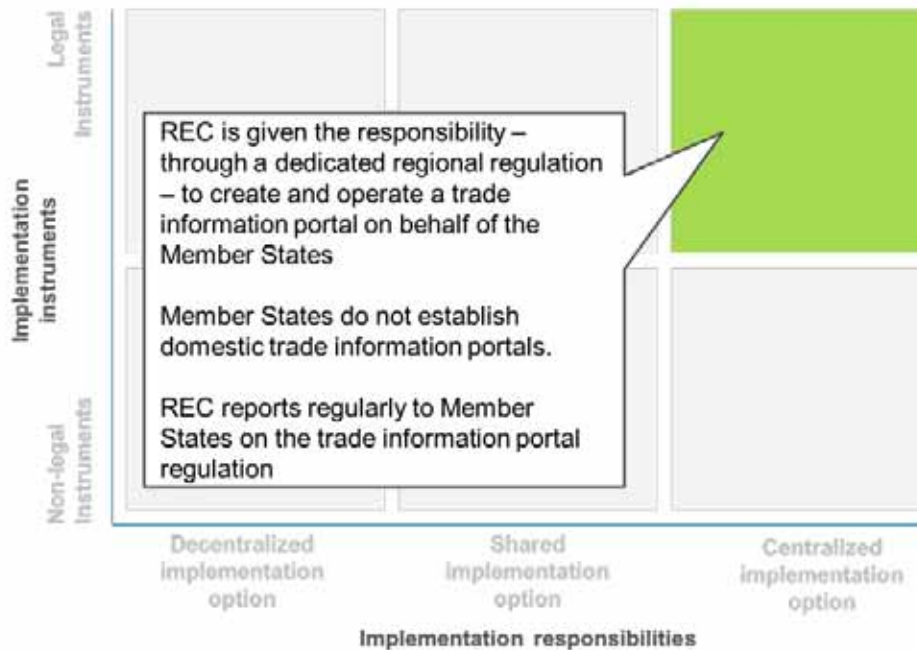 Legal
Instruments
REC is given the responsibility –
through a dedicated regional regulation
– to create and operate a trade
information portal on behalf of the
Member States
Member States do not establish
domestic trade information portals.
REC reports regularly to Member
States on the trade information portal
regulation
Implementation
instruments
Non-legal
Instruments
Decentralized
implementation
option
Shared
implementation
option
Centralized
implementation
option
Implementation responsibilities